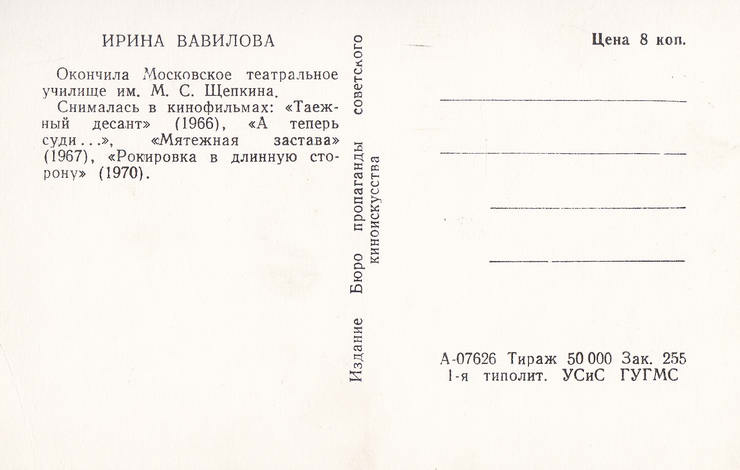 ИРИНА ВАВИЛОВА
Окончила Московское театральное
училище им. М. С. Щепкина.
Снималась в кинофильмах: «Таеж-
ный десант» (1966), «А теперь
суди...», «Мятежная застава»
(1967), «Рокировка в длинную сто-
рону» (1970).
Издание Бюро пропаганды советского
киноискусства
Цена 8 коп.
А-07626 Тираж 50 000 Зак. 255
1-я типолит. УСиС ГУГМС